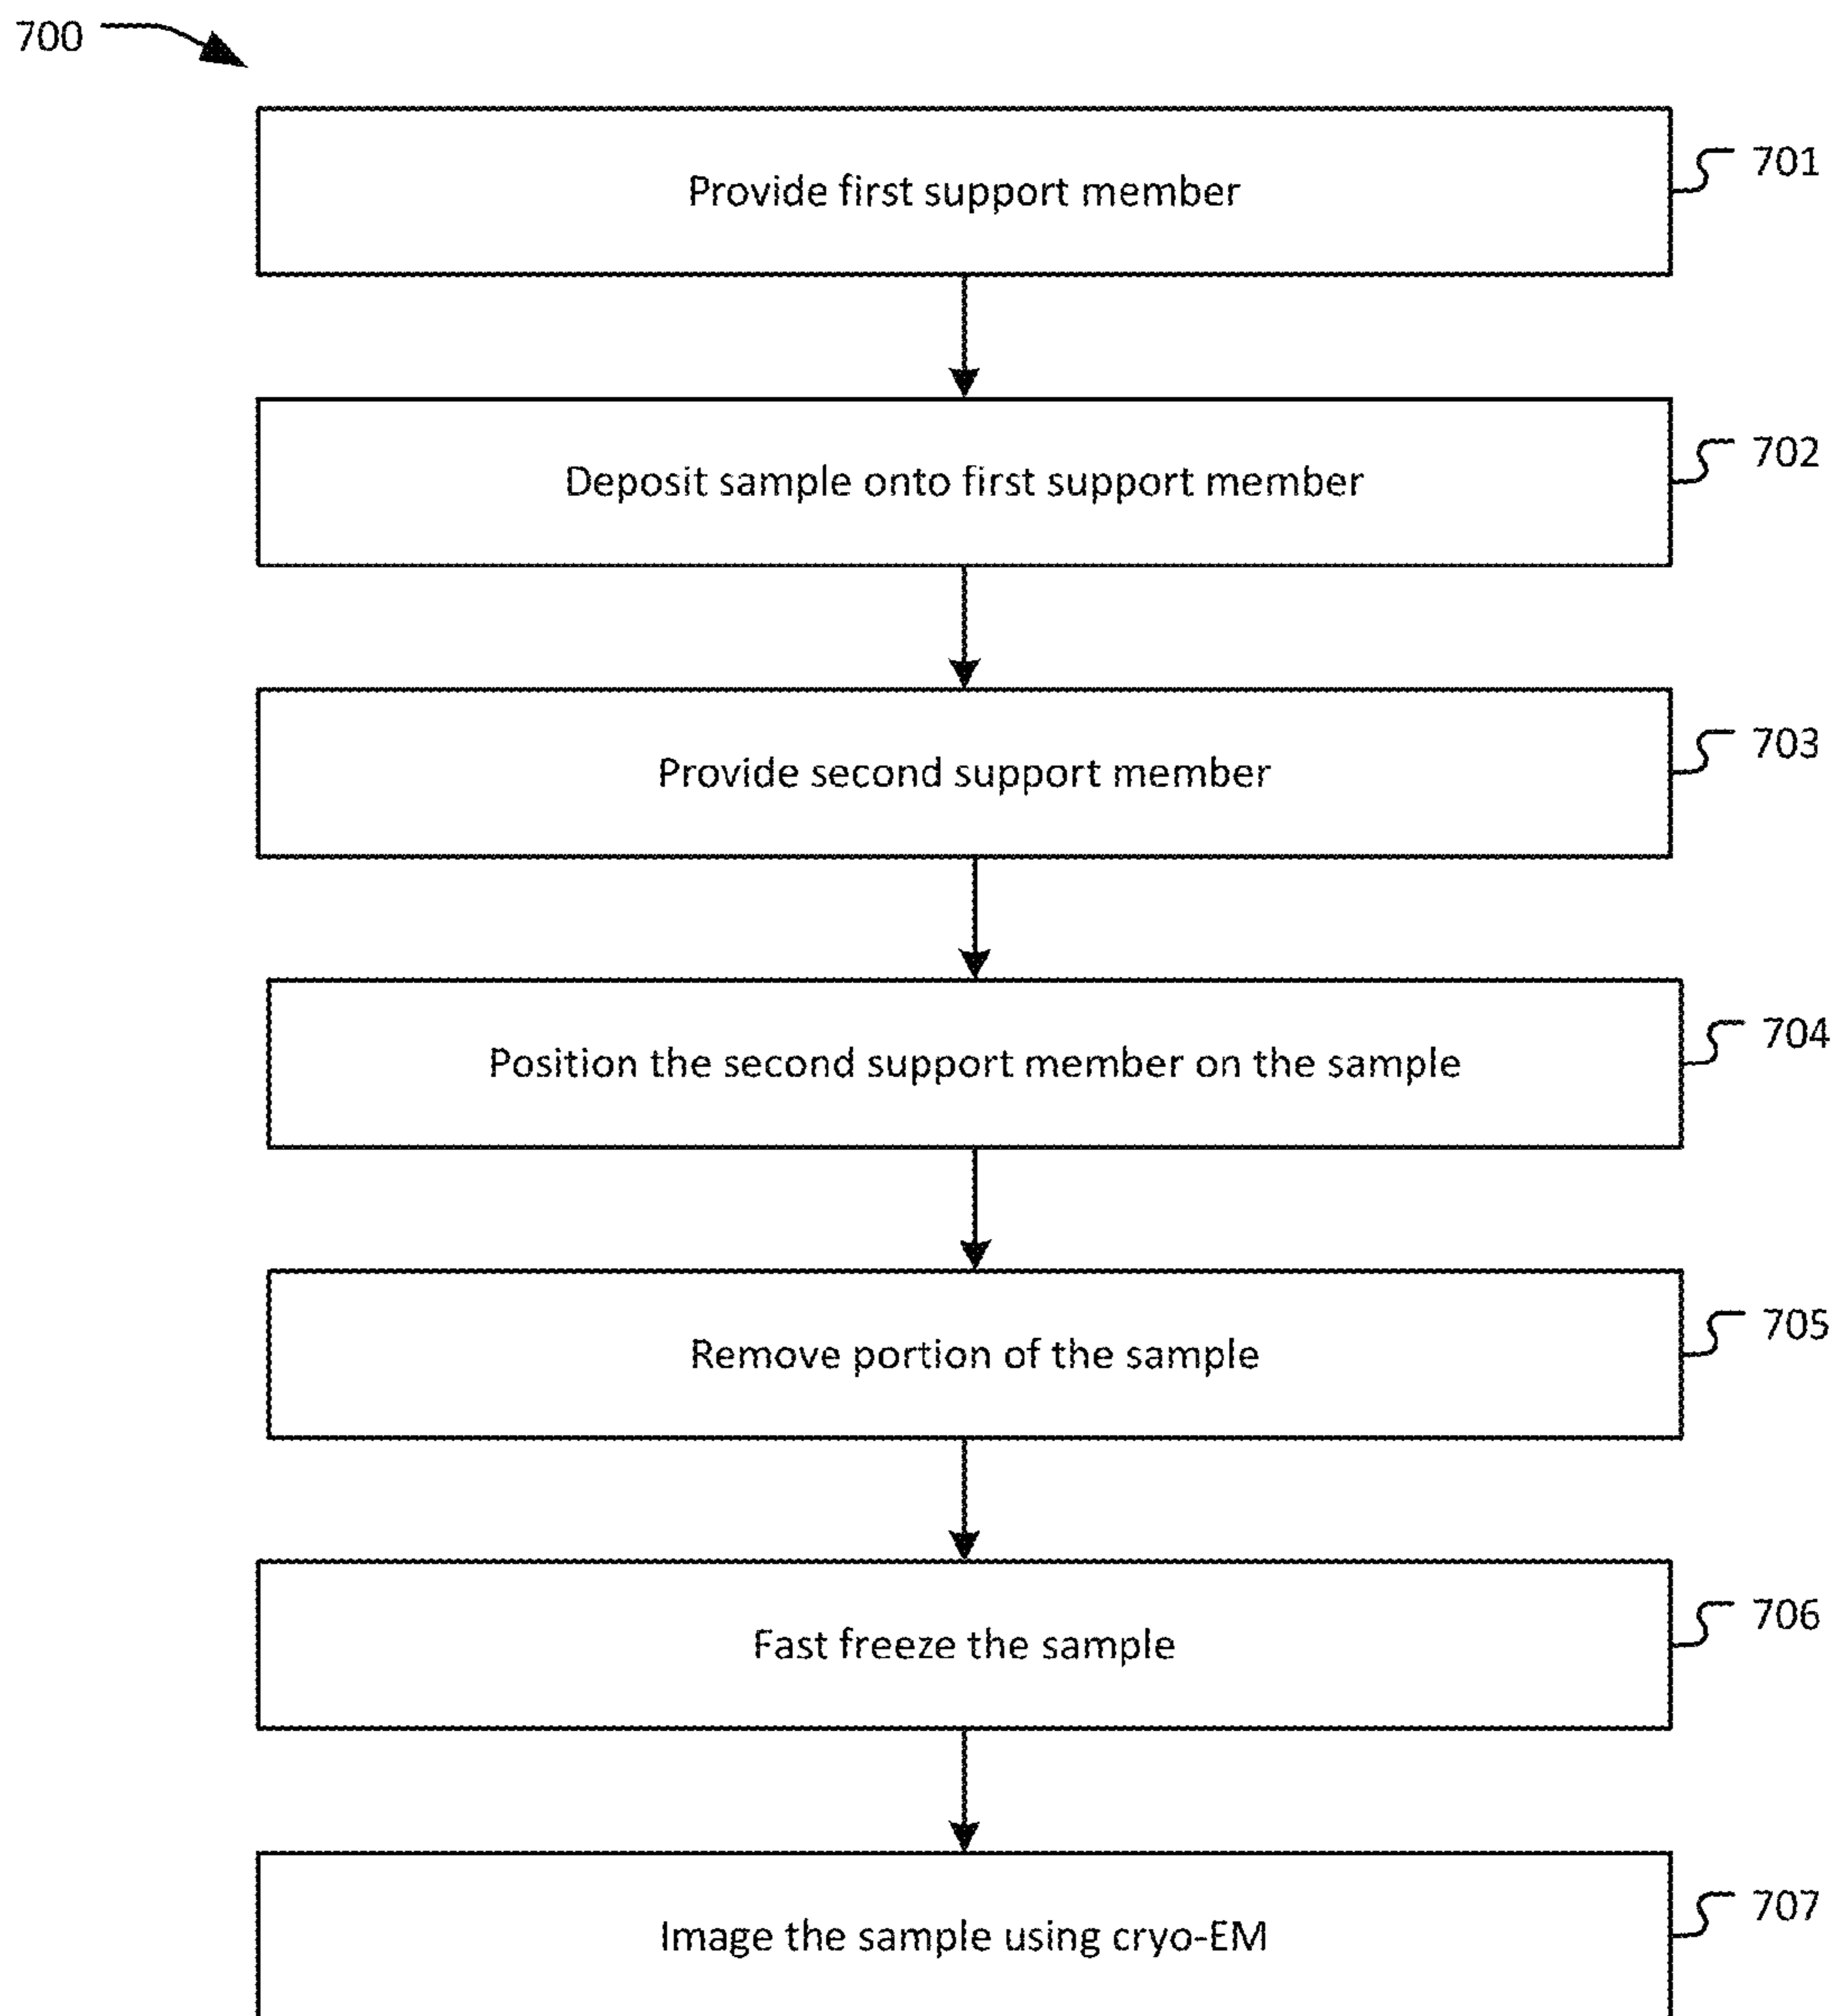 700
Provide first support member
701
Deposit sample onto first support member
702
Provide second support member
703
Position the second support member on the sample
704
Remove portion of the sample
705
Fast freeze the sample
706
Image the sample using cryo-EM
707